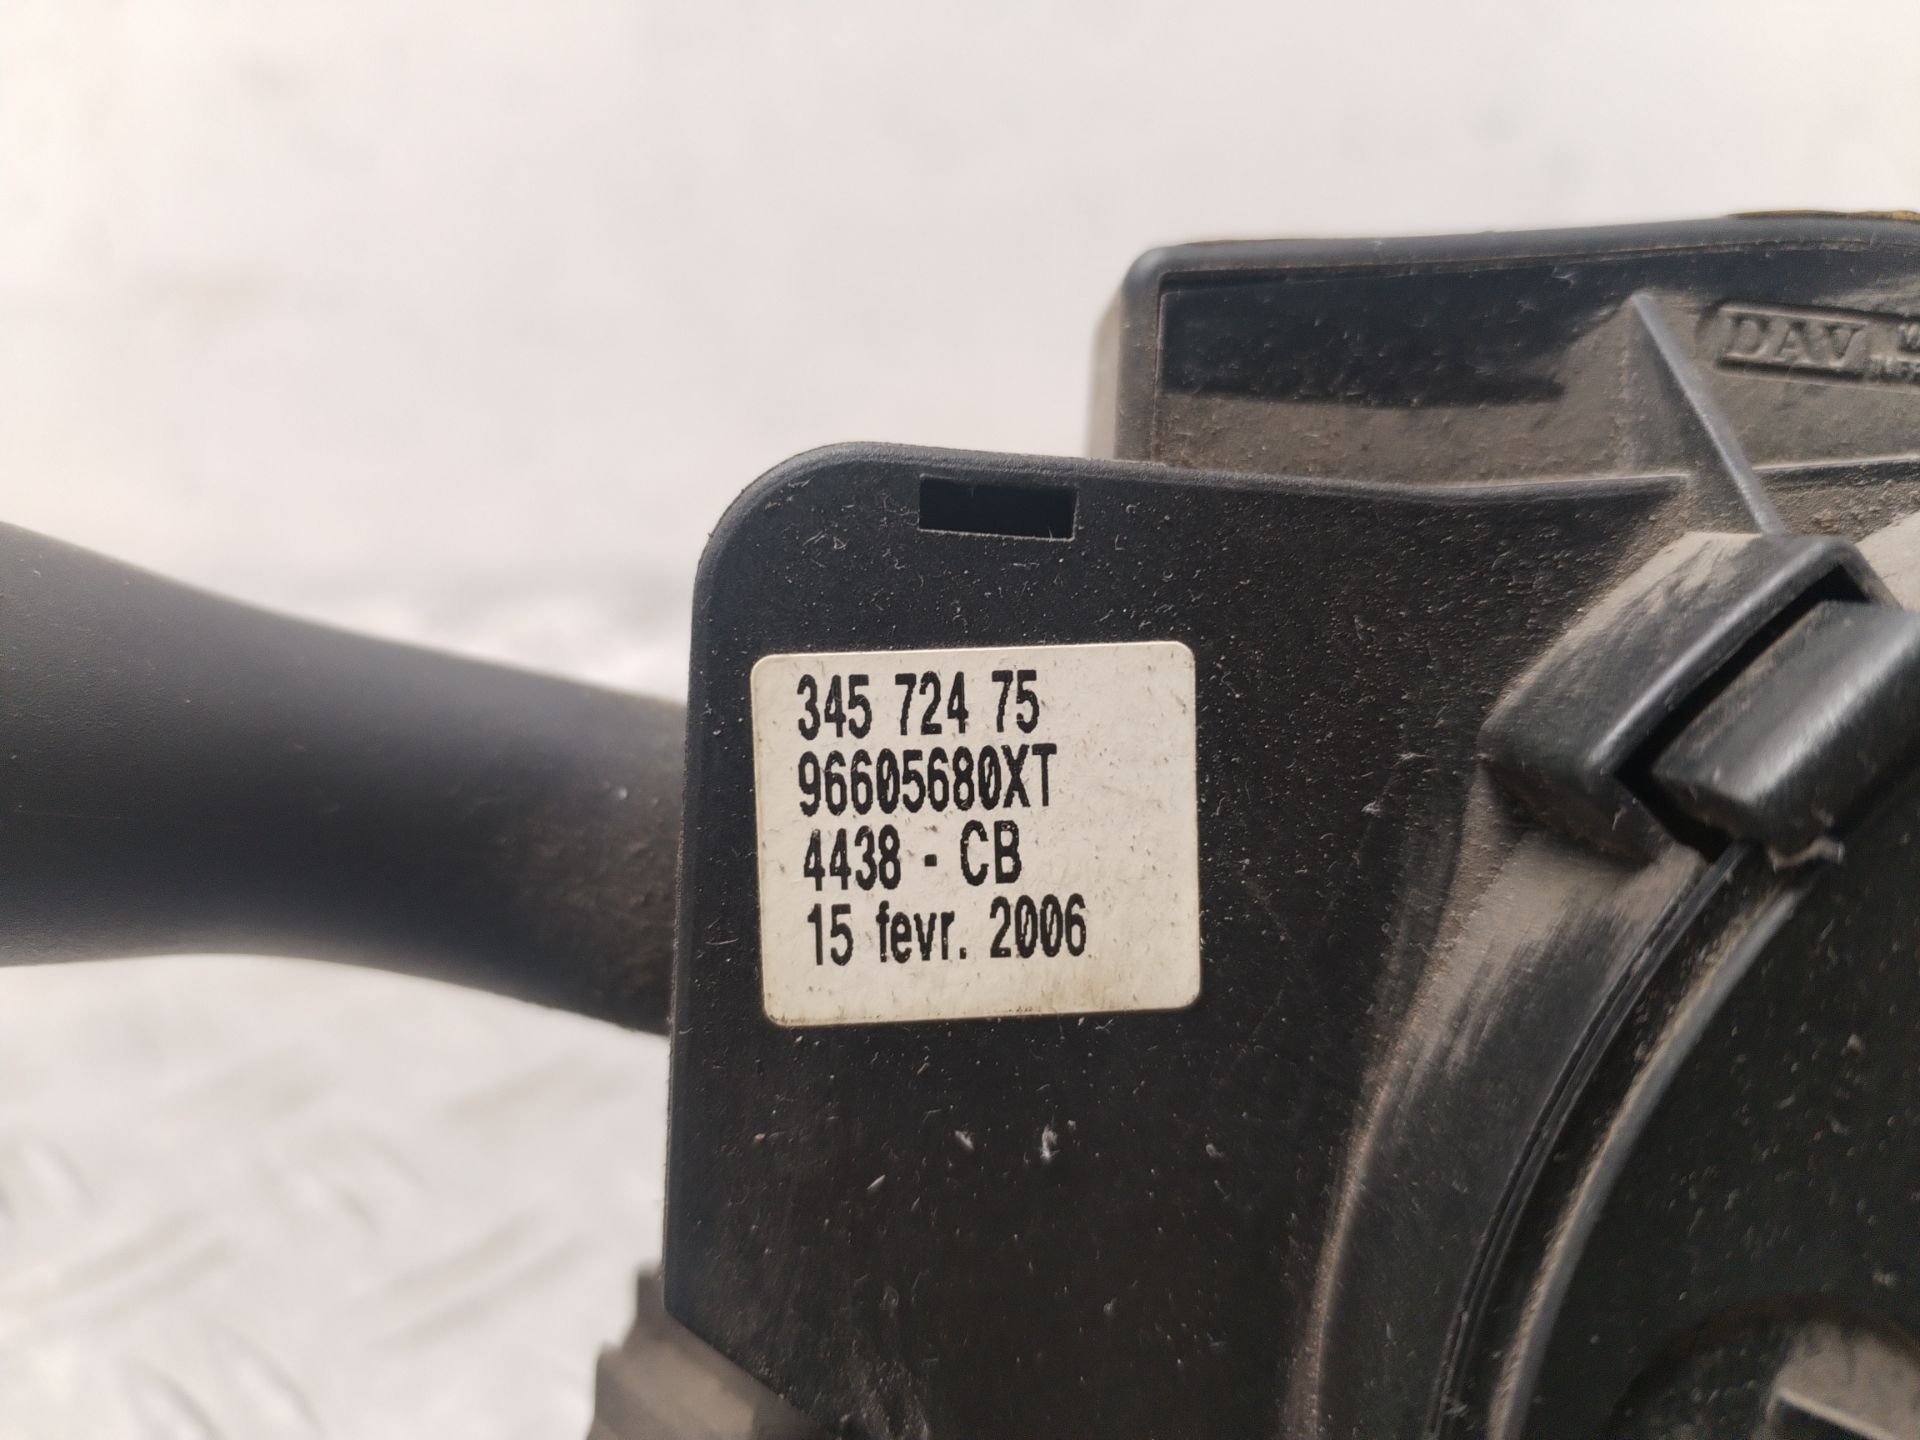 DAV
345 724 75
96605680XT
4438 - CB
15 fevr. 2006